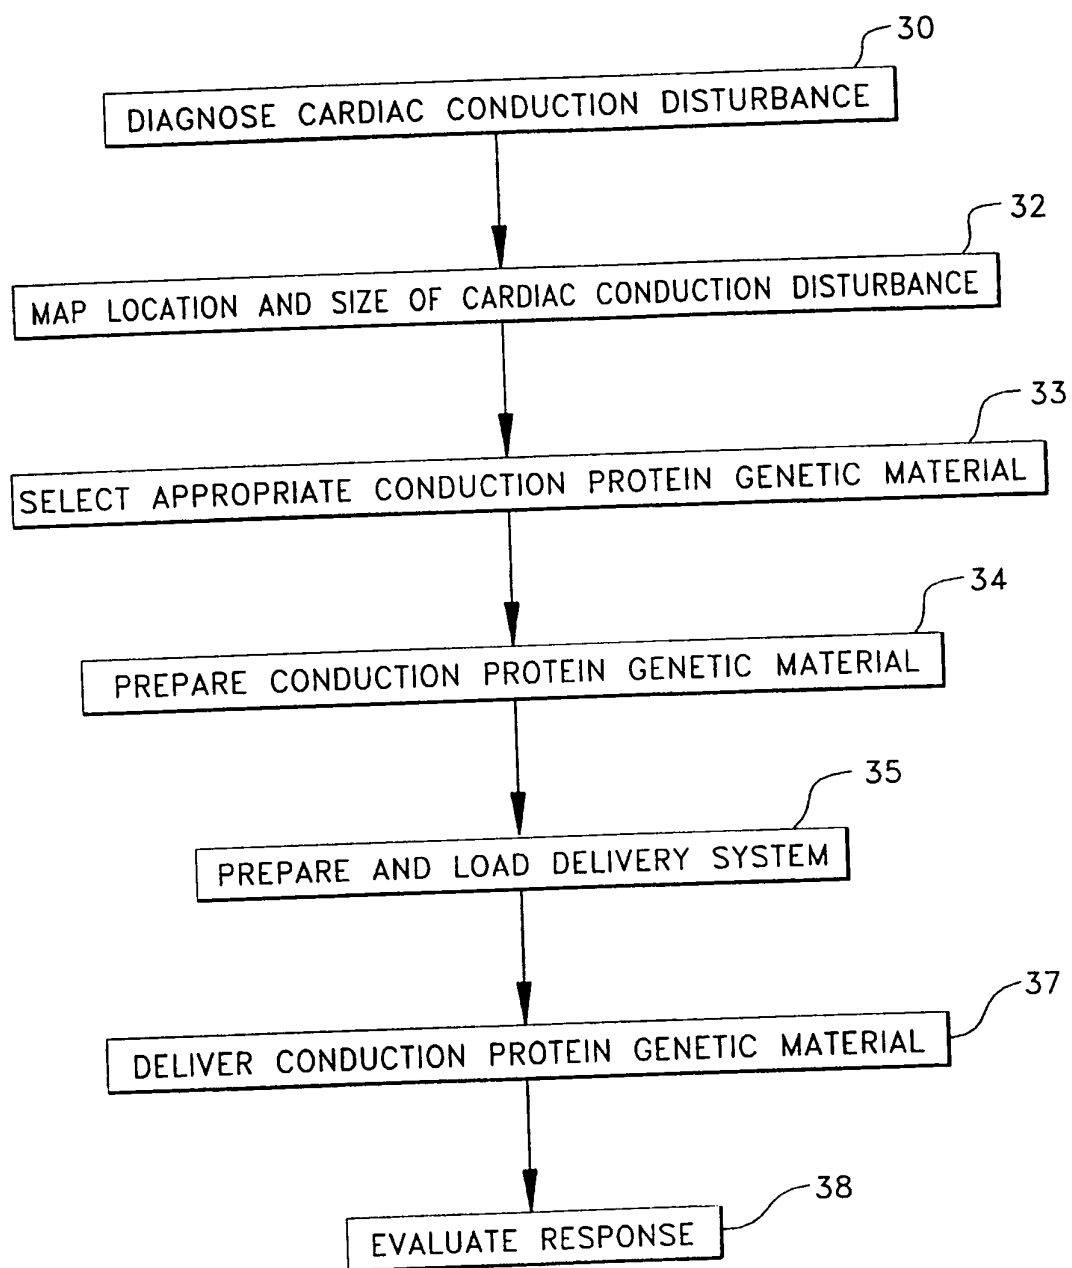 30
DIAGNOSE CARDIAC CONDUCTION DISTURBANCE
32
MAP LOCATION AND SIZE OF CARDIAC CONDUCTION DISTURBANCE
33
SELECT APPROPRIATE CONDUCTION PROTEIN GENETIC MATERIAL
34
PREPARE CONDUCTION PROTEIN GENETIC MATERIAL
35
PREPARE AND LOAD DELIVERY SYSTEM
37
DELIVER CONDUCTION PROTEIN GENETIC MATERIAL
38
EVALUATE RESPONSE